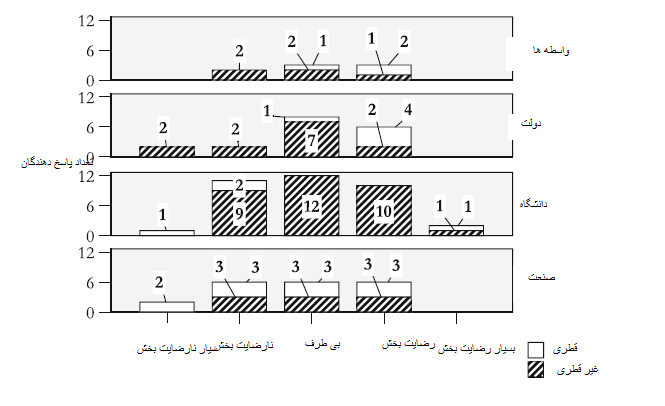 12
6
0
2
2 1
1 2
واسطه ها
12
6
0
2
2
1
7
2 4
دولت
تعداد پاسخ دهندگان
12
6
0
1
2
9
12
10
1 1
دانشگاه
12
6
0
2
3 3
3 3
3 3
صنعت
بسیار نارضایت بخش
نارضایت بخش
بی طرف
رضایت بخش
بسیار رضایت بخش
قطری
غیر قطری